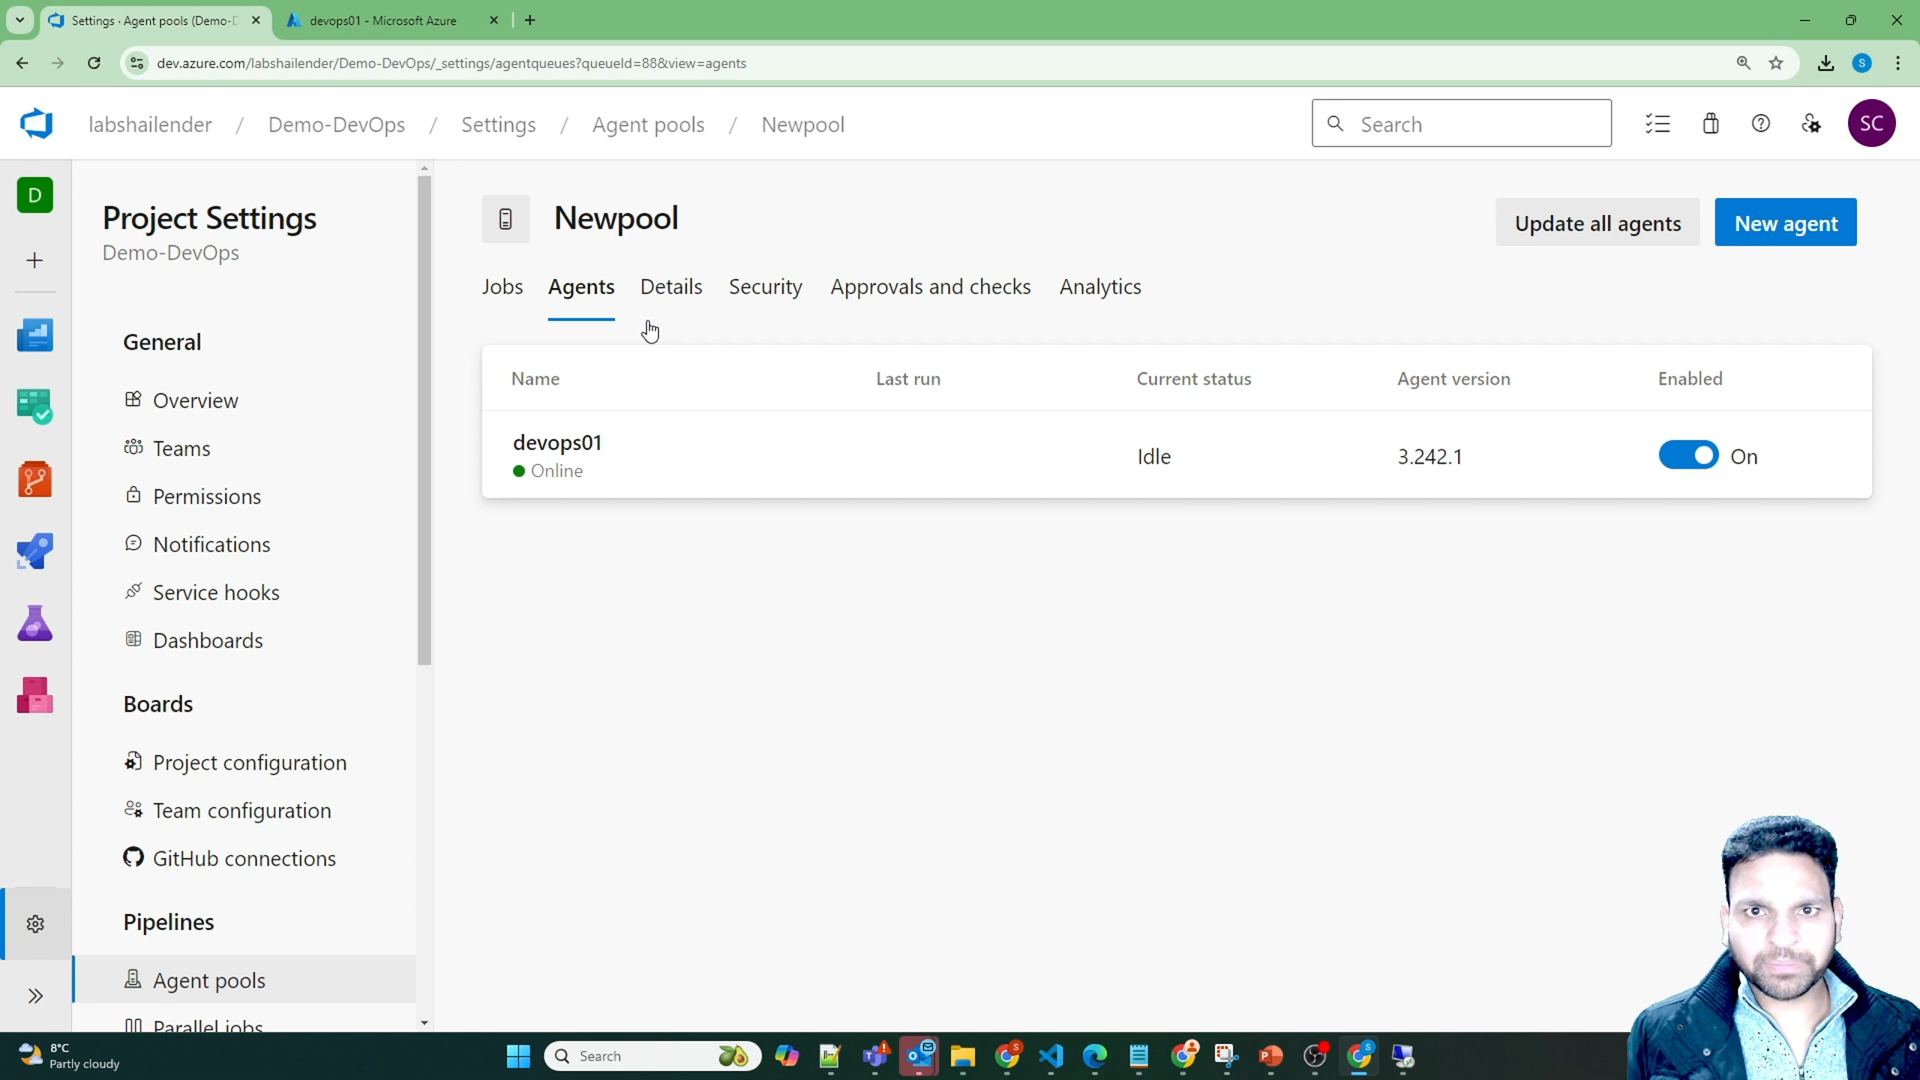 Settings · Agent pools (Demo-D
devops01 - Microsoft Azure
dev.azure.com/labshailender/Demo-DevOps/_settings/agentqueues?queueId=88&view=agents
S
labshailender / Demo-DevOps / Settings / Agent pools / Newpool
Search
SC
D
Project Settings
Demo-DevOps
General
Overview
Teams
Permissions
Notifications
Service hooks
Dashboards
Boards
Project configuration
Team configuration
GitHub connections
Pipelines
Agent pools
Parallel jobs
Newpool
Update all agents
New agent
Jobs Agents Details Security Approvals and checks Analytics
Name Last run Current status Agent version Enabled
devops01
Online
Idle
3.242.1
On
8°C
Partly cloudy
Search